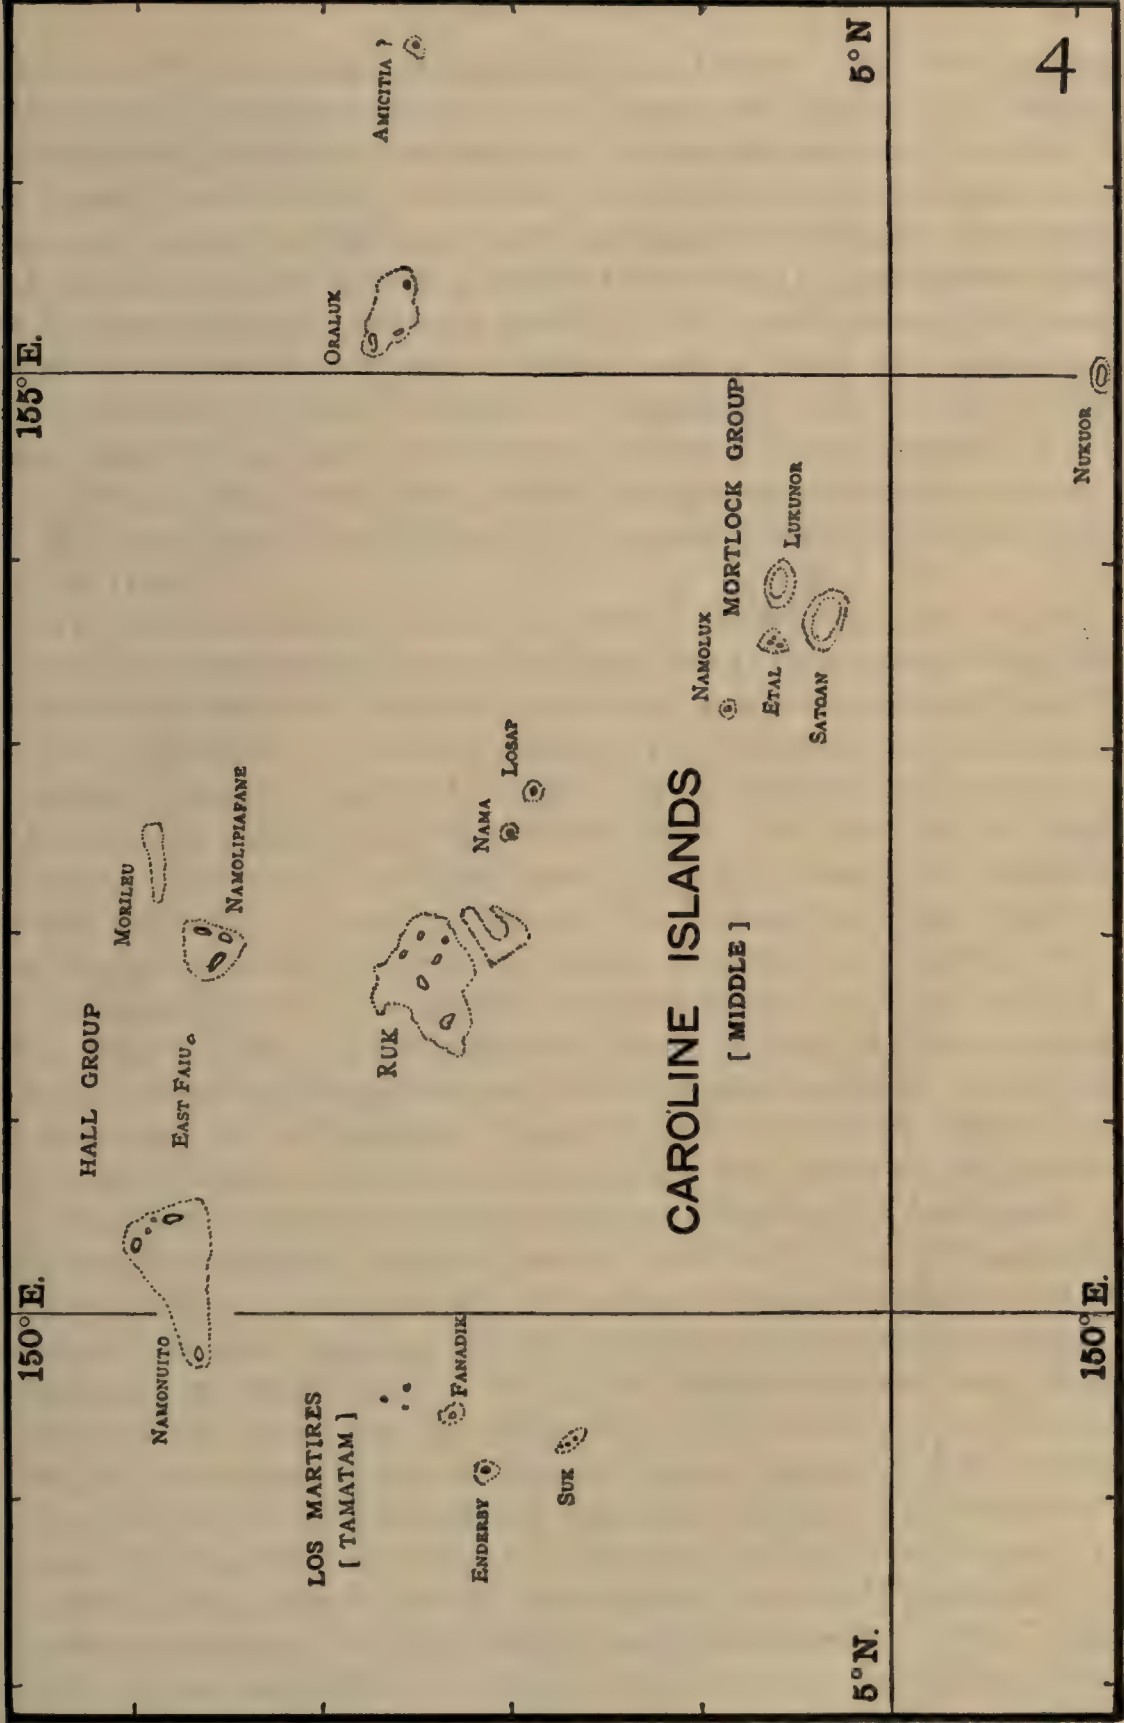 150° E.
155° E.
HALL GROUP
MORILEU
NAMONUITO
EAST FAIU
NAMOLIPIAFANE
LOS MARTIRES
[ TAMATAM ]
ORALUK
AMICITIA ?
RUK
FANADIK
ENDERBY
NAMA
LOSAP
SUK
CAROLINE ISLANDS
[ MIDDLE ]
NAMOLUX
MORTLOCK GROUP
ETAL
LUKUNOR
SATOAN
5° N.
5° N
NUKUOR
150° E.
4